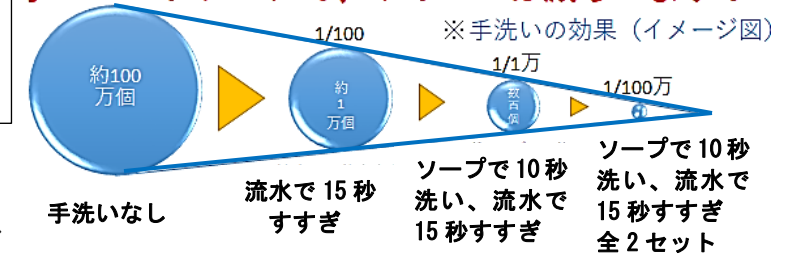 ※手洗いの効果（イメージ図）
約100
万個
手洗いなし
1/100
約
1
万個
流水で 15 秒
すすぎ
1/1万
数
百
個
ソープで 10 秒
洗い、流水で
15 秒すすぎ
1/100万
ソープで 10 秒
洗い、流水で
15 秒すすぎ
全 2 セット